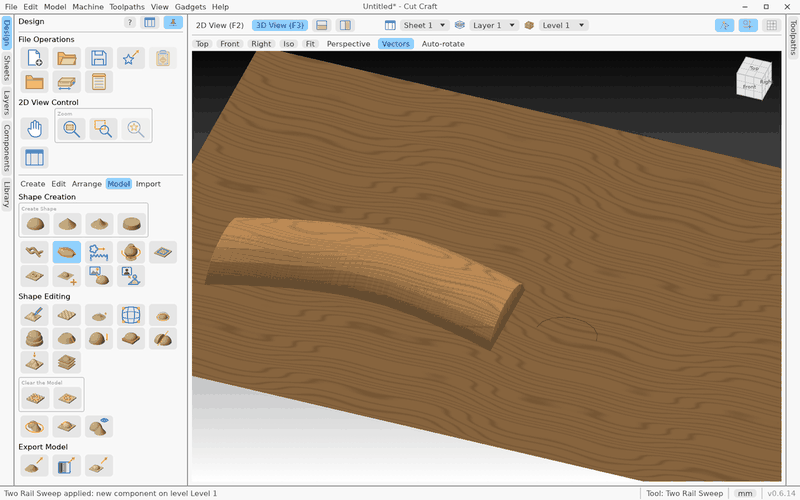 File Edit Model Machine Toolpaths View Gadgets Help
Untitled* - Cut Craft
Design
?
2D View (F2)
3D View (F3)
Sheet 1
Layer 1
Level 1
Design
Sheets
Layers
Components
Library
Toolpaths
File Operations
Top Front Right Iso Fit Perspective Vectors Auto-rotate
Top
Front
Right
2D View Control
Zoom
Create Edit Arrange Model Import
Shape Creation
Create Shape
Shape Editing
Clear the Model
Export Model
Two Rail Sweep applied: new component on level Level 1
Tool: Two Rail Sweep
mm
v0.6.14